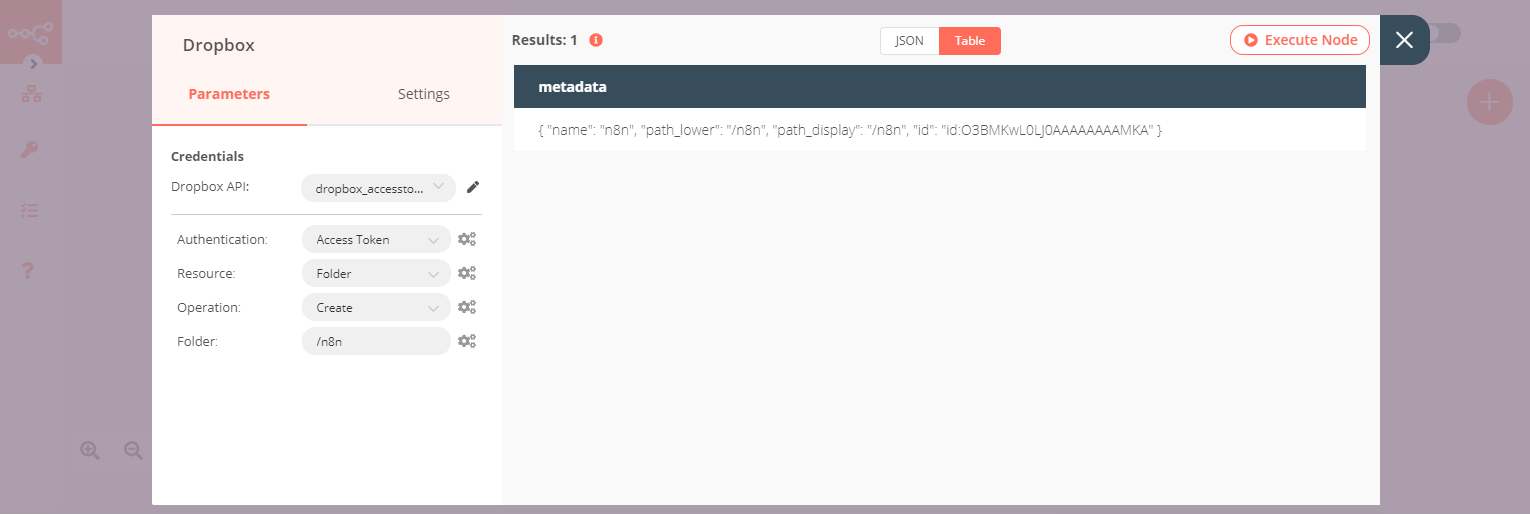 Dropbox
Parameters
Settings
Credentials
Dropbox API:
dropbox_accessto...
Authentication:
Access Token
Resource:
Folder
Operation:
Create
Folder:
/n8n
Results: 1
JSON
Table
Execute Node
metadata
{ "name": "n8n", "path_lower": "/n8n", "path_display": "/n8n", "id": "id:O3BMKwL0LJ0AAAAAAAAMKA" }